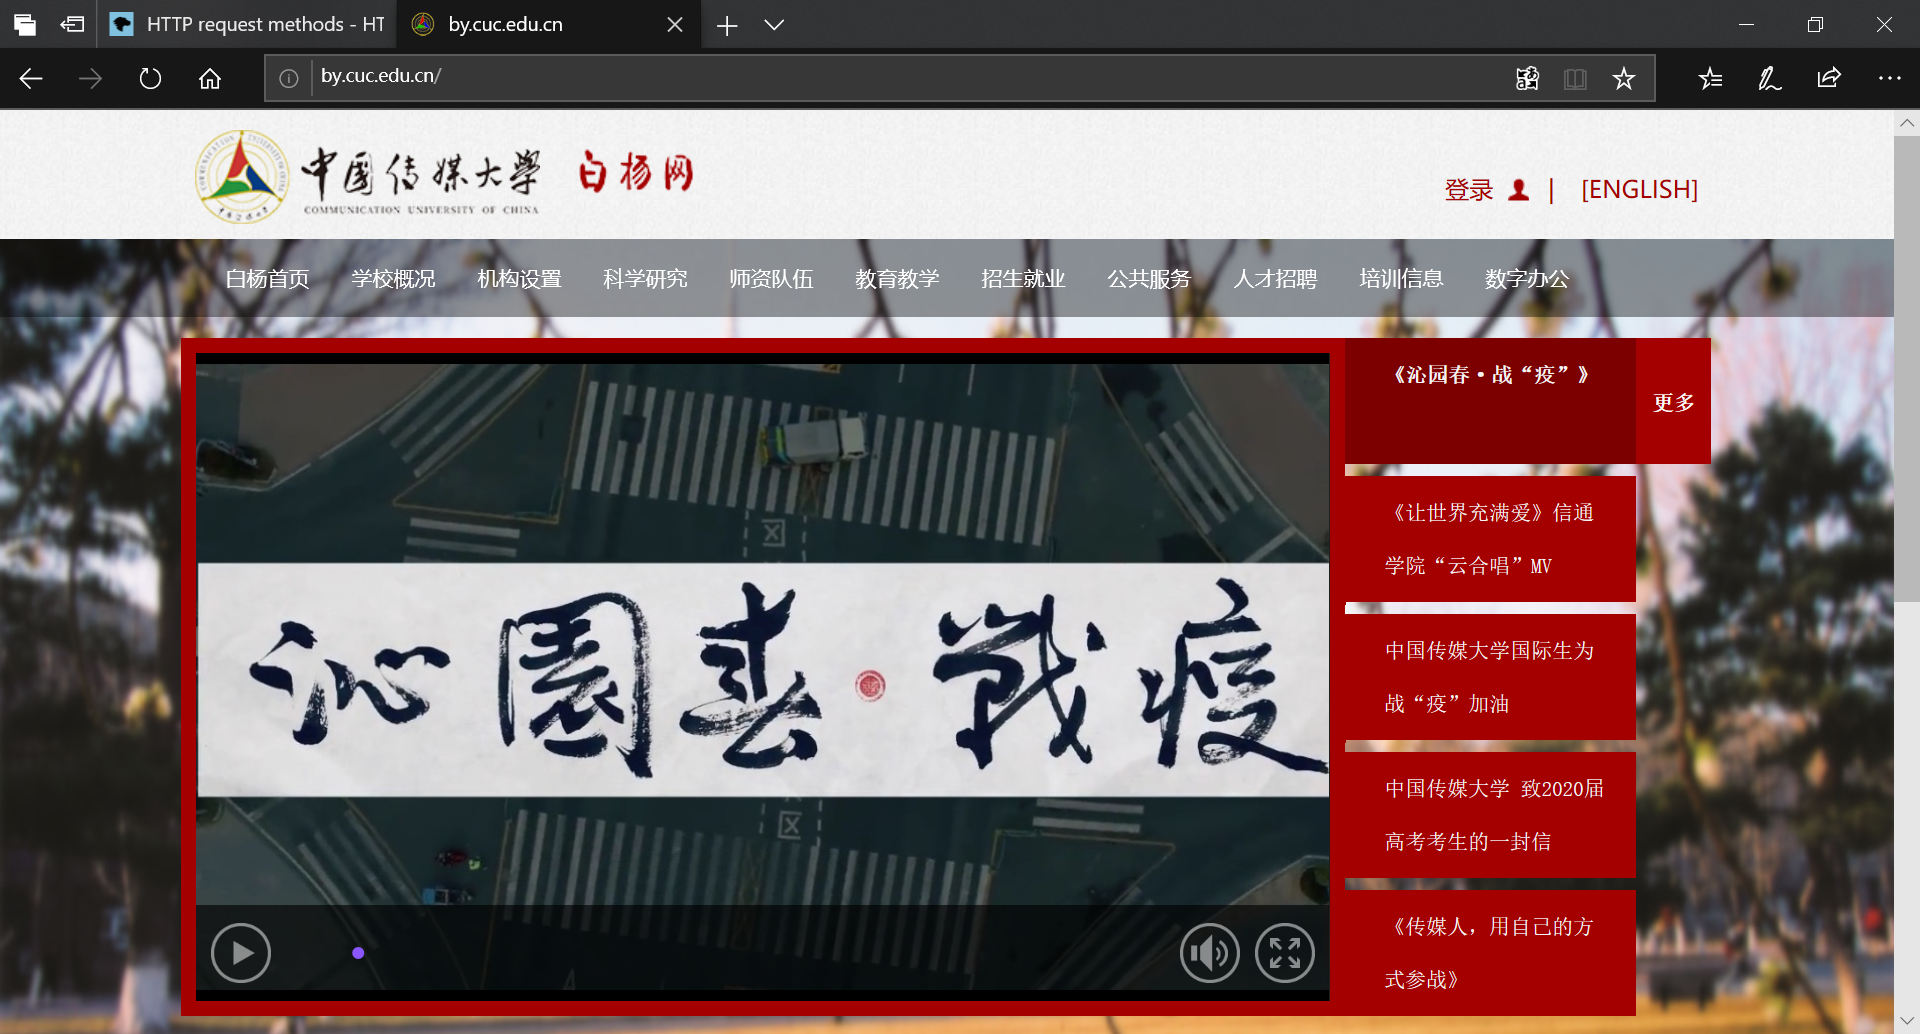 HTTP request methods - HT
by.cuc.edu.cn
by.cuc.edu.cn/
中国传媒大学 白杨网
COMMUNICATION UNIVERSITY OF CHINA
登录 | [ENGLISH]
白杨首页 学校概况 机构设置 科学研究 师资队伍 教育教学 招生就业 公共服务 人才招聘 培训信息 数字办公
沁園春·戰疫
《沁园春·战“疫”》
更多
《让世界充满爱》信通
学院“云合唱”MV
中国传媒大学国际生为
战“疫”加油
中国传媒大学 致2020届
高考考生的一封信
《传媒人，用自己的方
式参战》